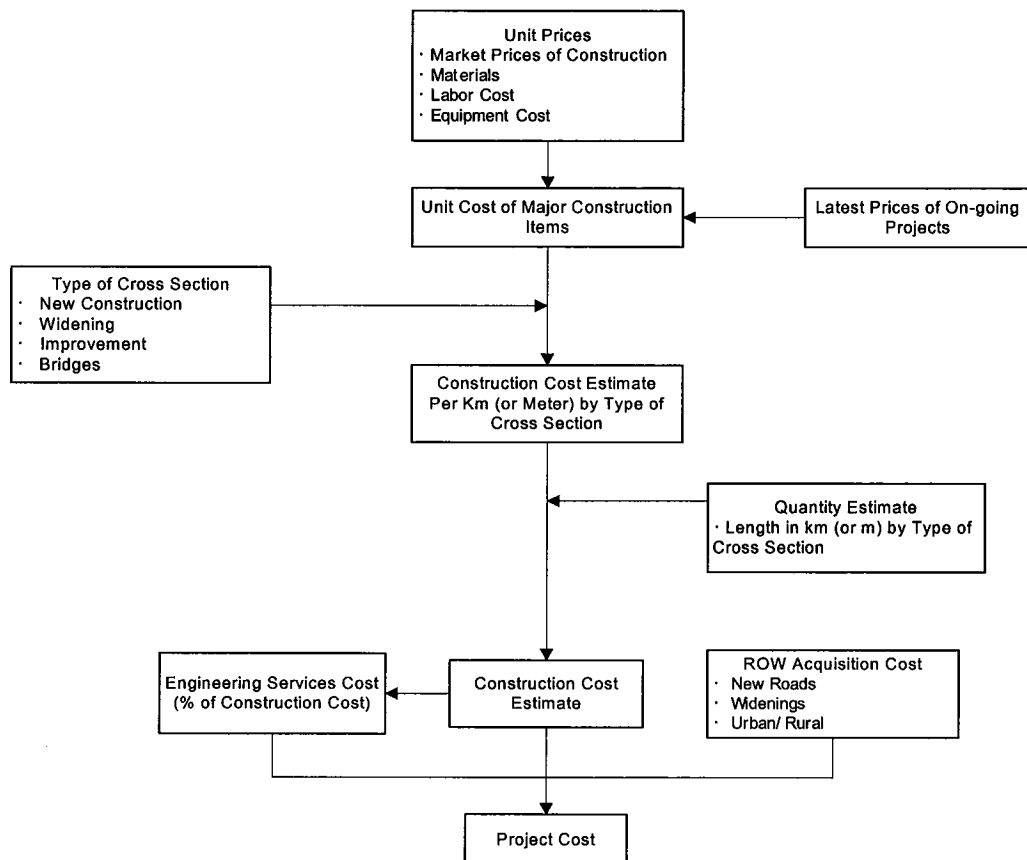 Unit Prices
· Market Prices of Construction
· Materials
· Labor Cost
· Equipment Cost
Unit Cost of Major Construction
Items
Latest Prices of On-going
Projects
Type of Cross Section
· New Construction
· Widening
· Improvement
· Bridges
Construction Cost Estimate
Per Km (or Meter) by Type of
Cross Section
Quantity Estimate
· Length in km (or m) by Type of
Cross Section
Engineering Services Cost
(% of Construction Cost)
Construction Cost
Estimate
ROW Acquisition Cost
· New Roads
· Widenings
· Urban/ Rural
Project Cost